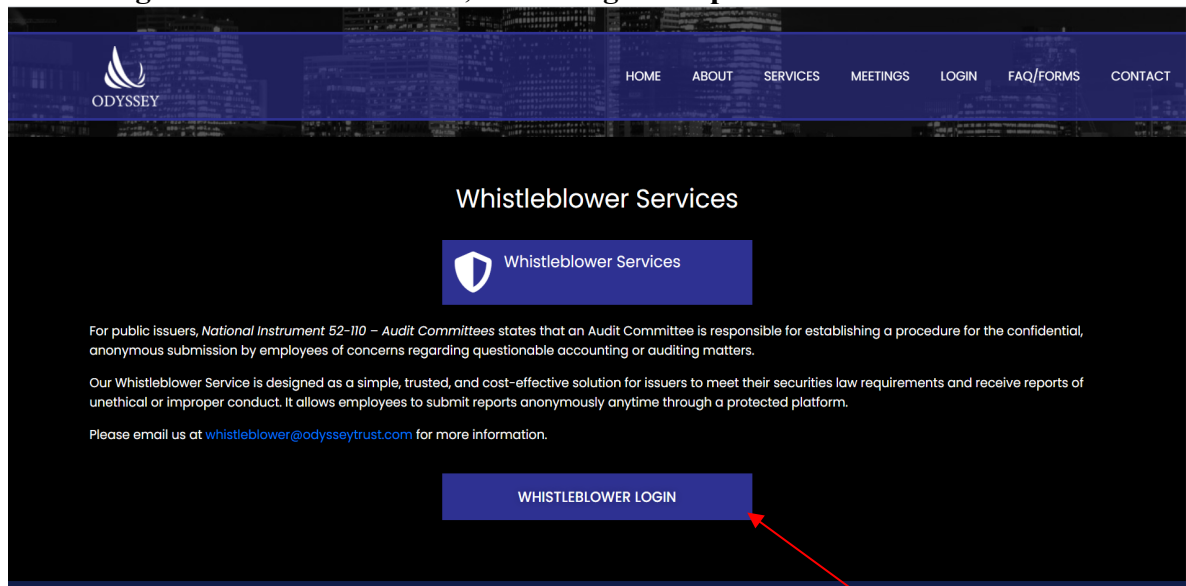 ODYSSEY
HOME ABOUT SERVICES MEETINGS LOGIN FAQ/FORMS CONTACT
Whistleblower Services
Whistleblower Services
For public issuers, National Instrument 52-110 – Audit Committees states that an Audit Committee is responsible for establishing a procedure for the confidential,
anonymous submission by employees of concerns regarding questionable accounting or auditing matters.
Our Whistleblower Service is designed as a simple, trusted, and cost-effective solution for issuers to meet their securities law requirements and receive reports of
unethical or improper conduct. It allows employees to submit reports anonymously anytime through a protected platform.
Please email us at whistleblower@odysseytrust.com for more information.
WHISTLEBLOWER LOGIN